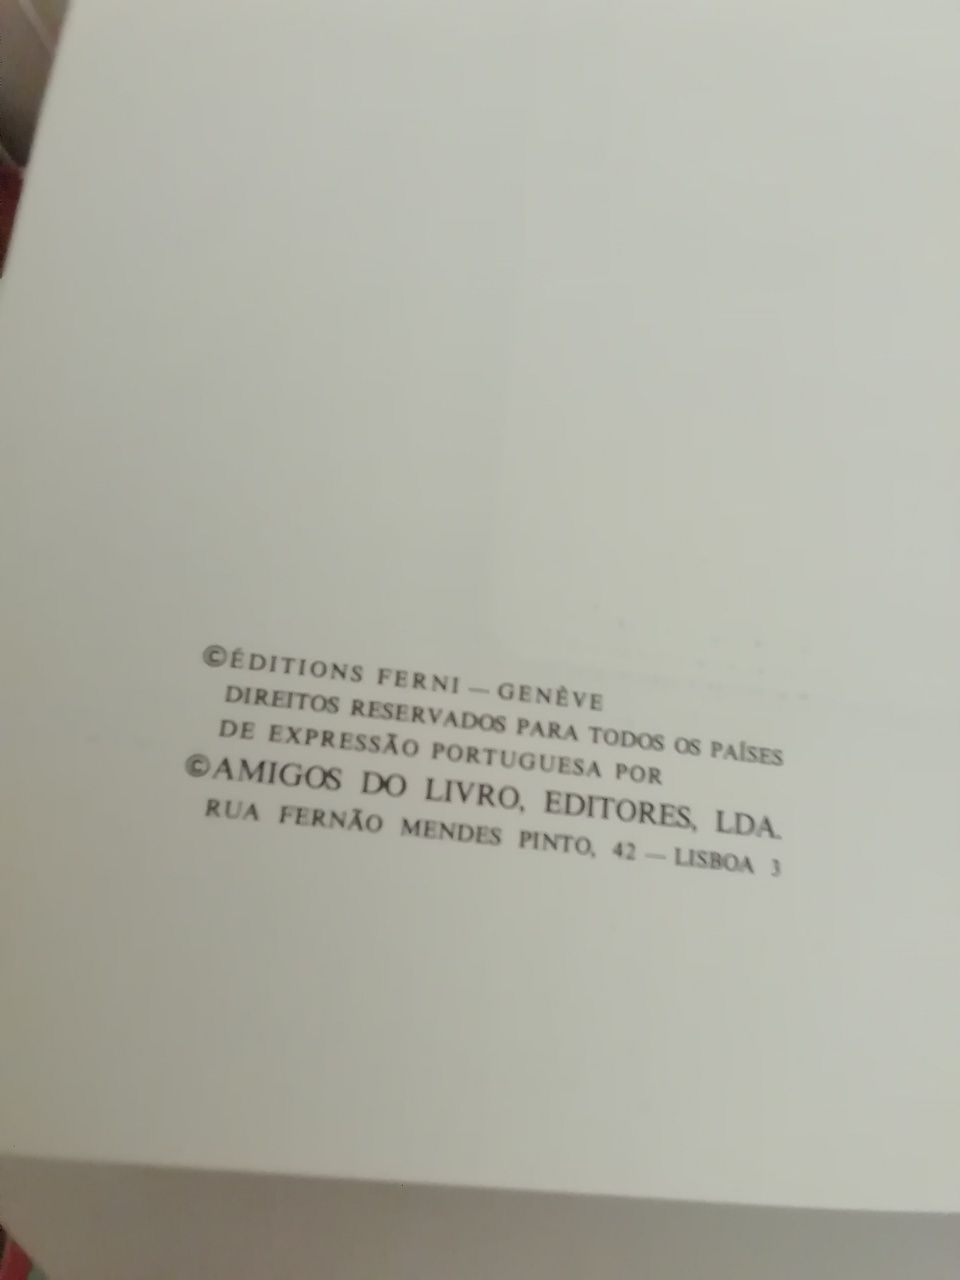 ©ÉDITIONS FERNI — GENÊVE
DIREITOS RESERVADOS PARA TODOS OS PAÍSES
DE EXPRESSÃO PORTUGUESA POR
©AMIGOS DO LIVRO, EDITORES, LDA.
RUA FERNÃO MENDES PINTO, 42 — LISBOA 3